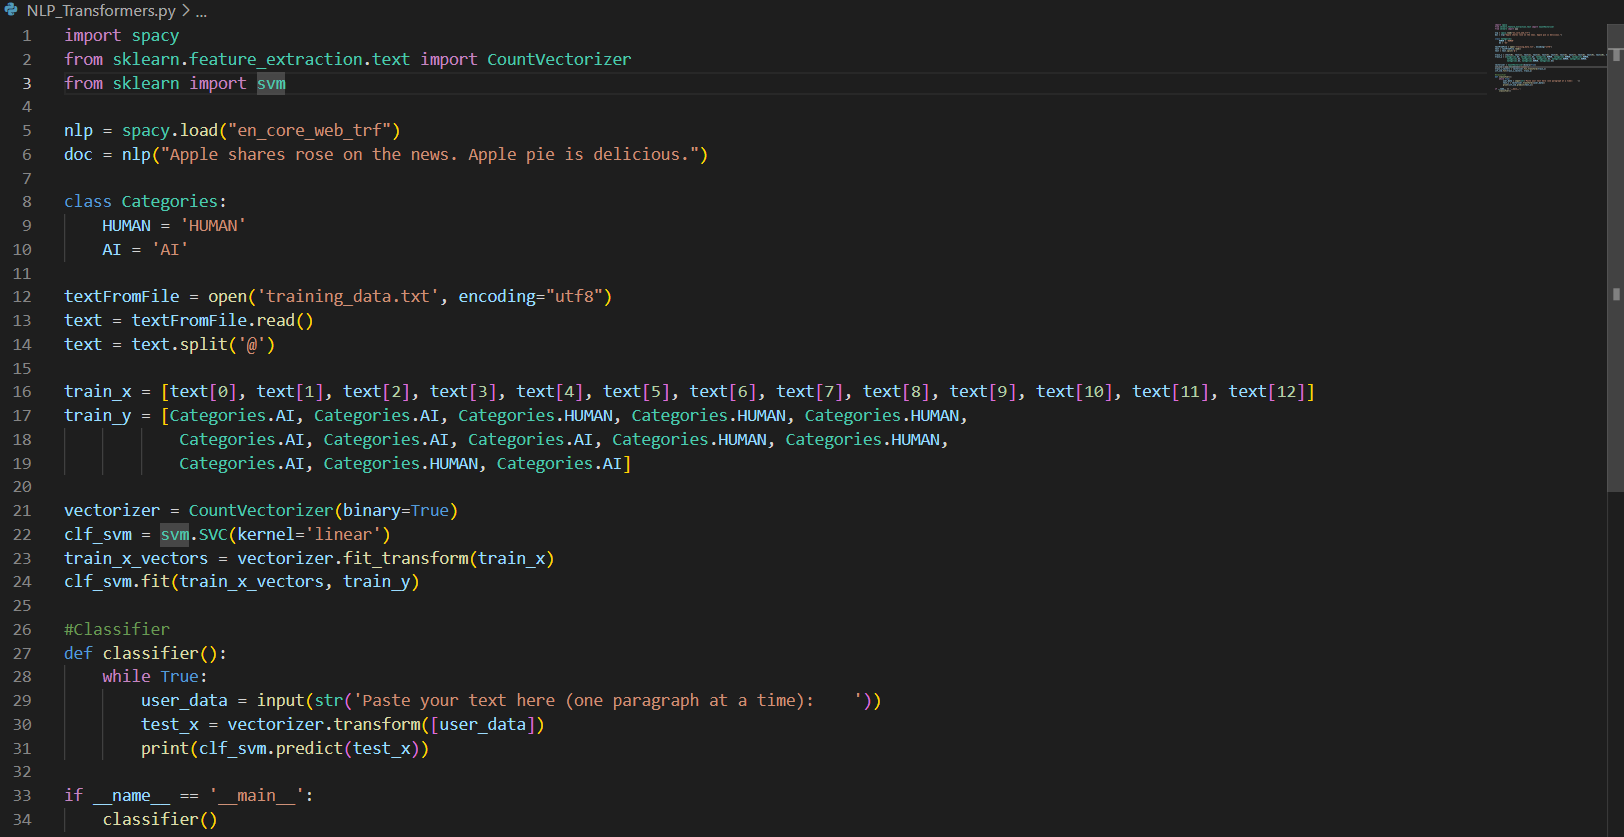 NLP_Transformers.py > ...
1 import spacy
2 from sklearn.feature_extraction.text import CountVectorizer
3 from sklearn import svm
4
5 nlp = spacy.load("en_core_web_trf")
6 doc = nlp("Apple shares rose on the news. Apple pie is delicious.")
7
8 class Categories:
9     HUMAN = 'HUMAN'
10     AI = 'AI'
11
12 textFromFile = open('training_data.txt', encoding="utf8")
13 text = textFromFile.read()
14 text = text.split('@')
15
16 train_x = [text[0], text[1], text[2], text[3], text[4], text[5], text[6], text[7], text[8], text[9], text[10], text[11], text[12]]
17 train_y = [Categories.AI, Categories.AI, Categories.HUMAN, Categories.HUMAN, Categories.HUMAN,
18             Categories.AI, Categories.AI, Categories.AI, Categories.HUMAN, Categories.HUMAN,
19             Categories.AI, Categories.HUMAN, Categories.AI]
20
21 vectorizer = CountVectorizer(binary=True)
22 clf_svm = svm.SVC(kernel='linear')
23 train_x_vectors = vectorizer.fit_transform(train_x)
24 clf_svm.fit(train_x_vectors, train_y)
25
26 #Classifier
27 def classifier():
28     while True:
29         user_data = input(str('Paste your text here (one paragraph at a time):    '))
30         test_x = vectorizer.transform([user_data])
31         print(clf_svm.predict(test_x))
32
33 if __name__ == '__main__':
34     classifier()